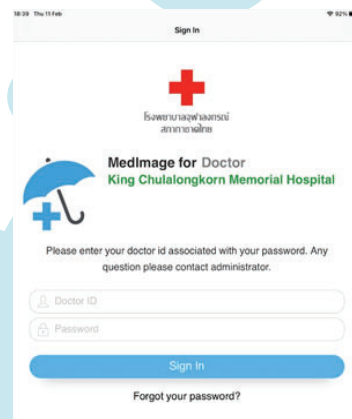 18:39 Thu 11 Feb
92%
Sign In
โรงพยาบาลจุฬาลงกรณ์
สภากาชาดไทย
MedImage for Doctor
King Chulalongkorn Memorial Hospital
Please enter your doctor id associated with your password. Any
question please contact administrator.
Doctor ID
Password
Sign In
Forgot your password?